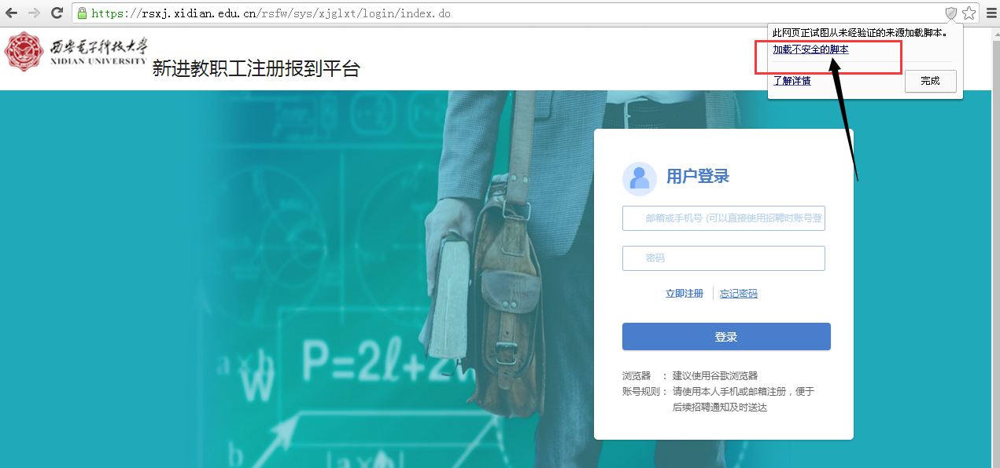 https://rsxj.xidian.edu.cn/rsfw/sys/xjglxt/login/index.do
此网页正试图从未经验证的来源加载脚本。
加载不安全的脚本
了解详情
完成
西安电子科技大学
XIDIAN UNIVERSITY
新进教职工注册报到平台
用户登录
邮箱或手机号 (可以直接使用招聘时账号登
密码
立即注册
忘记密码
登录
浏览器 : 建议使用谷歌浏览器
账号规则 : 请使用本人手机或邮箱注册，便于
后续招聘通知及时送达
P=2ℓ+2w
axb
W
b
|axb|